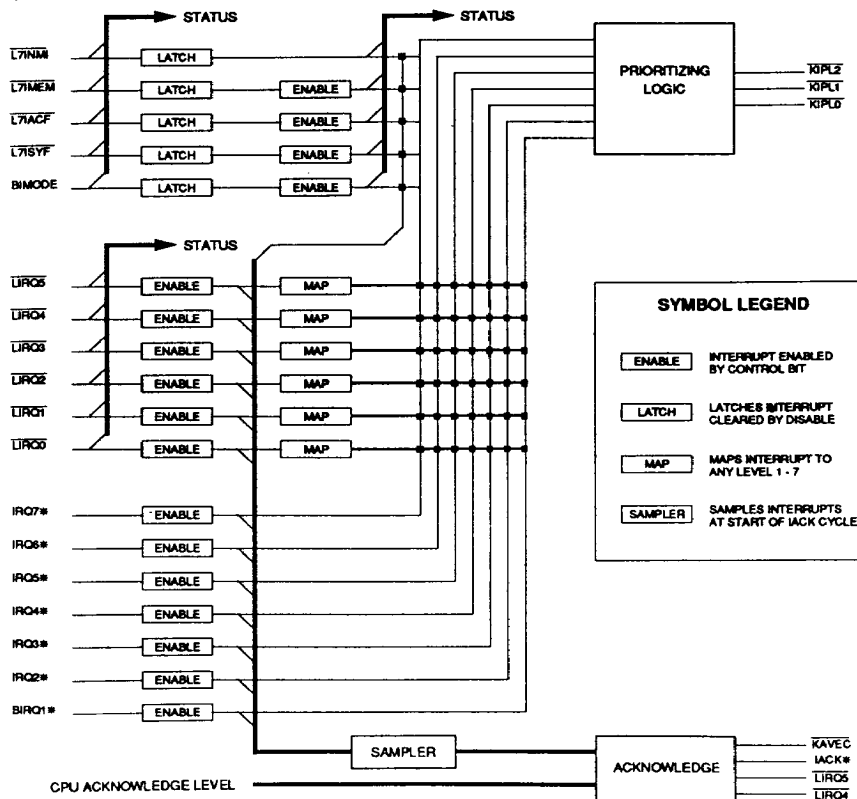 STATUS STATUS
L7INMI LATCH
L7IMEM LATCH ENABLE
L7IACF LATCH ENABLE
L7ISYF LATCH ENABLE
BIMODE LATCH ENABLE
PRIORITIZING
LOGIC
KIPL2
KIPL1
KIPL0
STATUS
LIRQ5 ENABLE MAP
LIRQ4 ENABLE MAP
LIRQ3 ENABLE MAP
LIRQ2 ENABLE MAP
LIRQ1 ENABLE MAP
LIRQ0 ENABLE MAP
SYMBOL LEGEND
ENABLE INTERRUPT ENABLED
BY CONTROL BIT
LATCH LATCHES INTERRUPT
CLEARED BY DISABLE
MAP MAPS INTERRUPT TO
ANY LEVEL 1 - 7
SAMPLER SAMPLES INTERRUPTS
AT START OF IACK CYCLE
IRQ7* ENABLE
IRQ6* ENABLE
IRQ5* ENABLE
IRQ4* ENABLE
IRQ3* ENABLE
IRQ2* ENABLE
BIRQ1* ENABLE
SAMPLER
CPU ACKNOWLEDGE LEVEL
ACKNOWLEDGE
KAVEC
IACK*
LIRQ5
LIRQ4